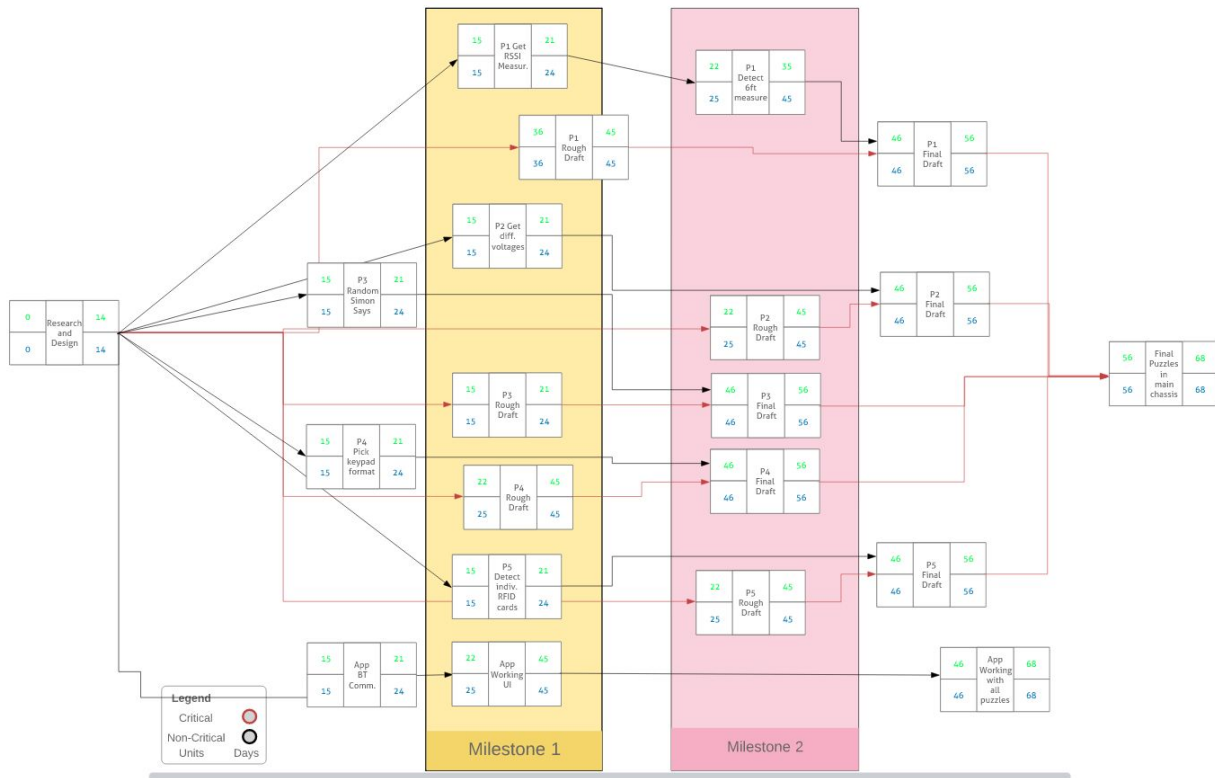 15 21
P1 Get
RSSI
Measur.
15 24
22 35
P1
Detect
6ft
measure
25 45
36 45
P1
Rough
Draft
36 45
46 56
P1
Final
Draft
46 56
15 21
P2 Get
diff.
voltages
15 24
15 21
P3
Random
Simon
Says
15 24
46 56
P2
Final
Draft
46 56
0 14
Research
and
Design
0 14
22 45
P2
Rough
Draft
25 45
56 68
Final
Puzzles
in
main
chassis
56 68
15 21
P3
Rough
Draft
15 24
46 56
P3
Final
Draft
46 56
15 21
P4
Pick
keypad
format
15 24
22 45
P4
Rough
Draft
25 45
46 56
P4
Final
Draft
46 56
15 21
P5
Detect
indiv.
RFID
cards
15 24
22 45
P5
Rough
Draft
25 45
46 56
P5
Final
Draft
46 56
15 21
App
BT
Comm.
15 24
22 45
App
Working
UI
25 45
46 68
App
Working
with
all
puzzles
46 68
Legend
Critical
Non-Critical
Units Days
Milestone 1
Milestone 2